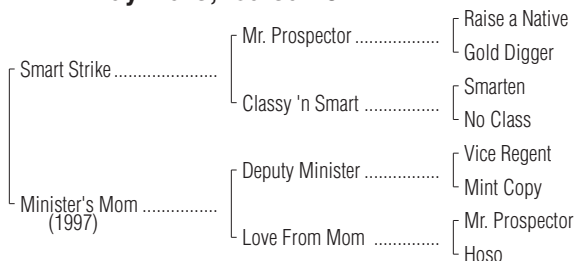 Raise a Native
Mr. Prospector ..................
Gold Digger
Smart Strike ......................
Smarten
Classy 'n Smart ................
No Class
Vice Regent
Deputy Minister ................
Mint Copy
Minister's Mom ................
(1997)
Mr. Prospector
Love From Mom ..............
Hoso